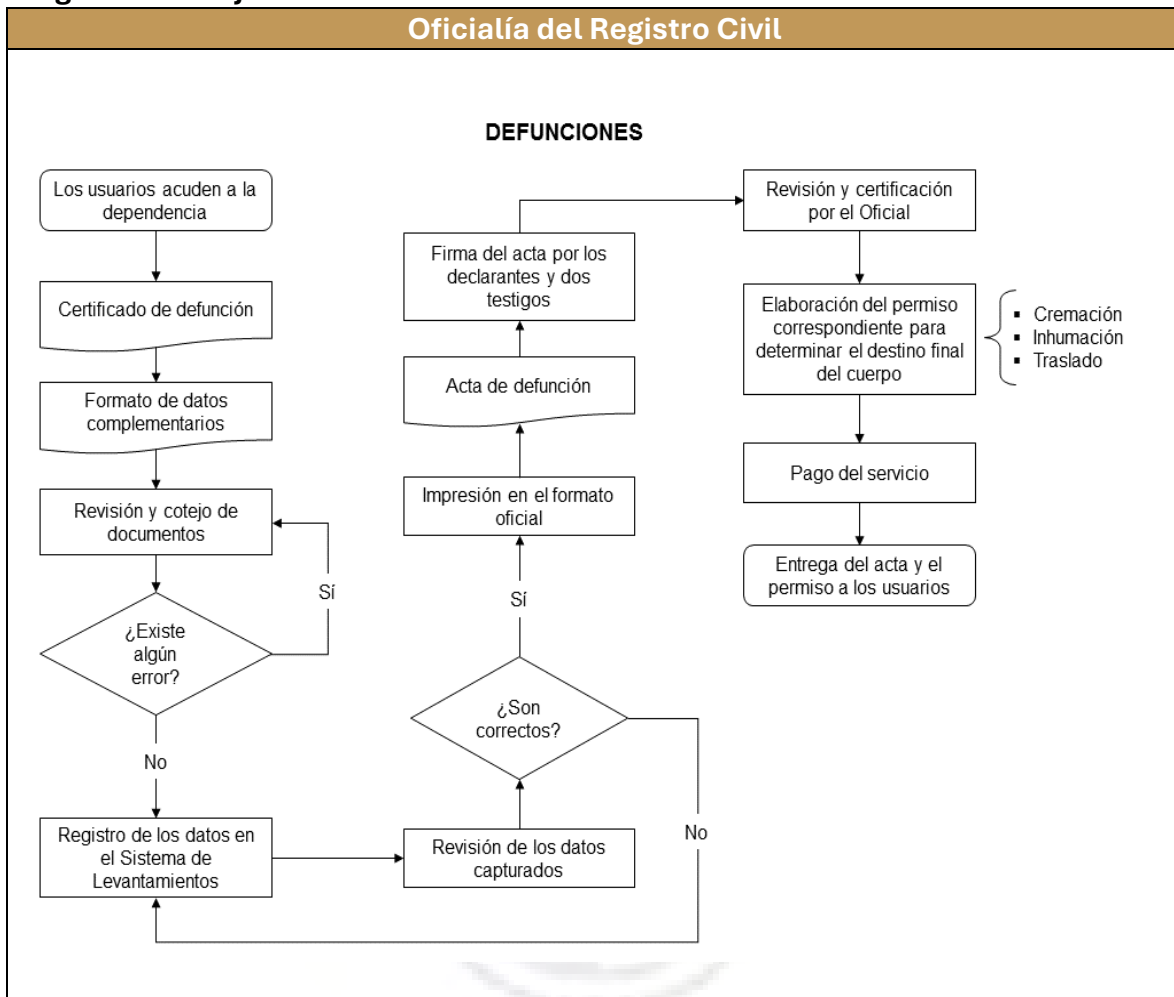 Oficialía del Registro Civil
DEFUNCIONES
Los usuarios acuden a la
dependencia
Certificado de defunción
Formato de datos
complementarios
Revisión y cotejo de
documentos
Sí
¿Existe
algún
error?
No
Registro de los datos en
el Sistema de
Levantamientos
Revisión de los datos
capturados
¿Son
correctos?
No
Sí
Impresión en el formato
oficial
Acta de defunción
Firma del acta por los
declarantes y dos
testigos
Revisión y certificación
por el Oficial
Elaboración del permiso
correspondiente para
determinar el destino final
del cuerpo
▪ Cremación
▪ Inhumación
▪ Traslado
Pago del servicio
Entrega del acta y el
permiso a los usuarios